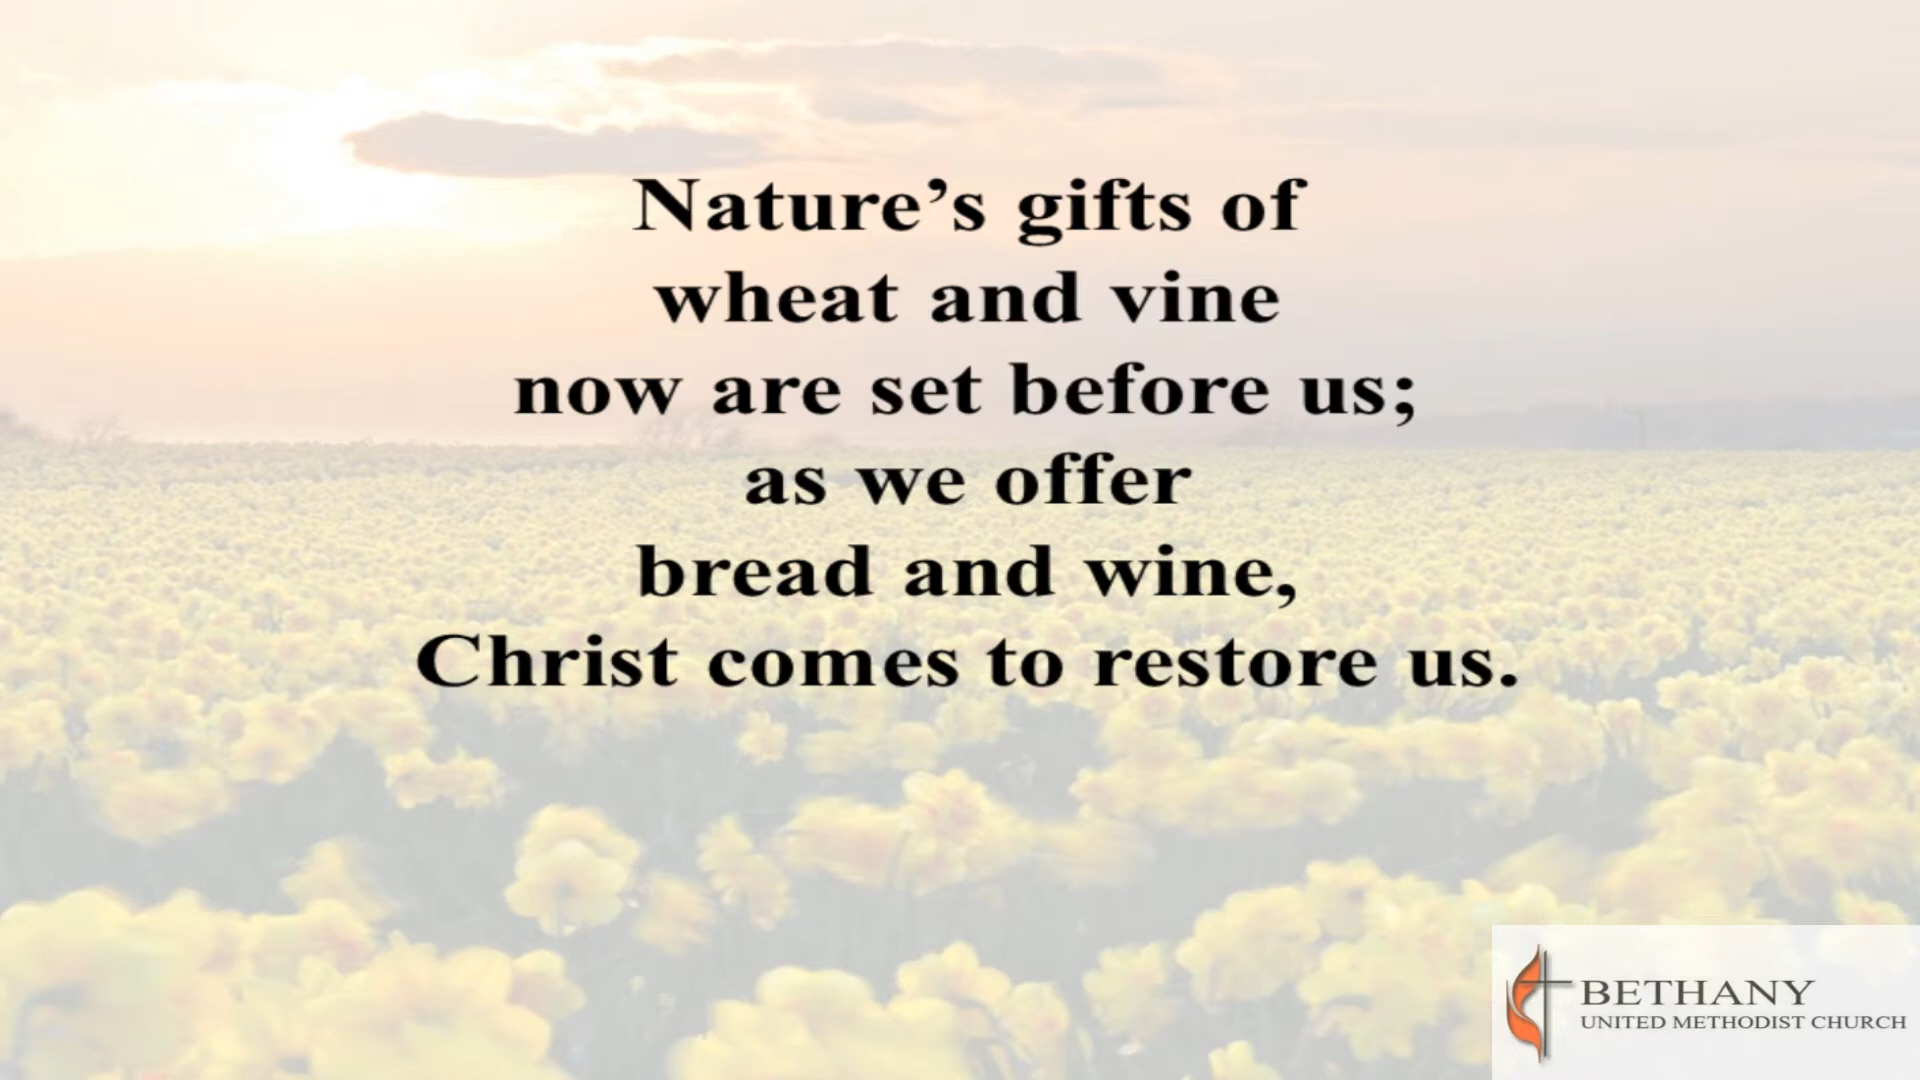 Nature’s gifts of
wheat and vine
now are set before us;
as we offer
bread and wine,
Christ comes to restore us.
BETHANY
UNITED METHODIST CHURCH